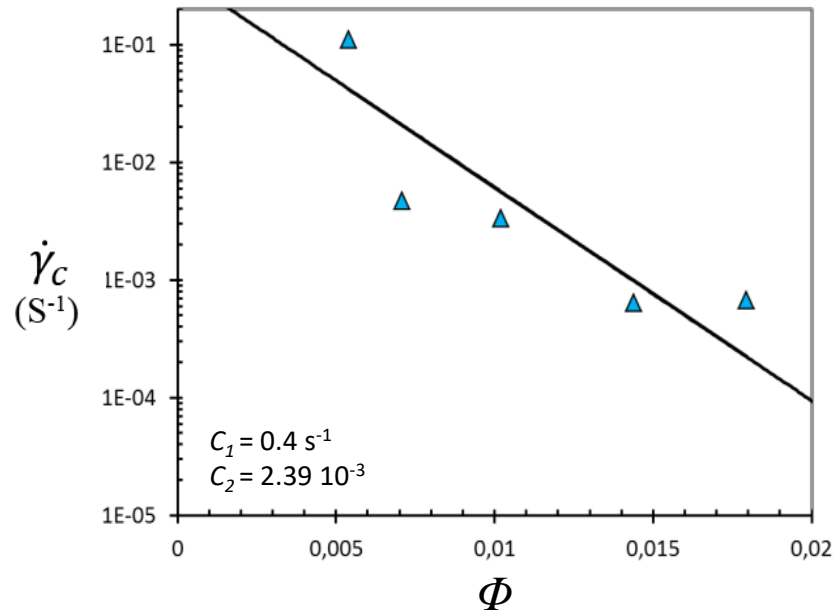 1E-01
1E-02
1E-03
1E-04
1E-05
γ̇c
(S-1)
C1 = 0.4 s-1
C2 = 2.39 10-3
0
0,005
0,01
0,015
0,02
Φ